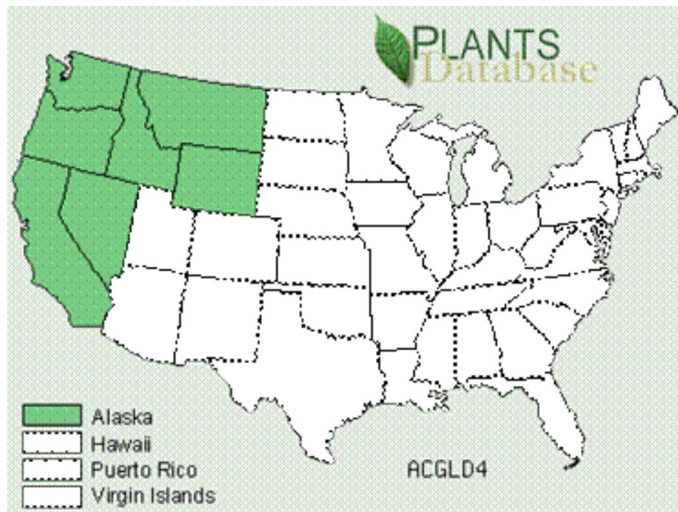 PLANTS
Database
Alaska
Hawaii
Puerto Rico
Virgin Islands
ACGLD4